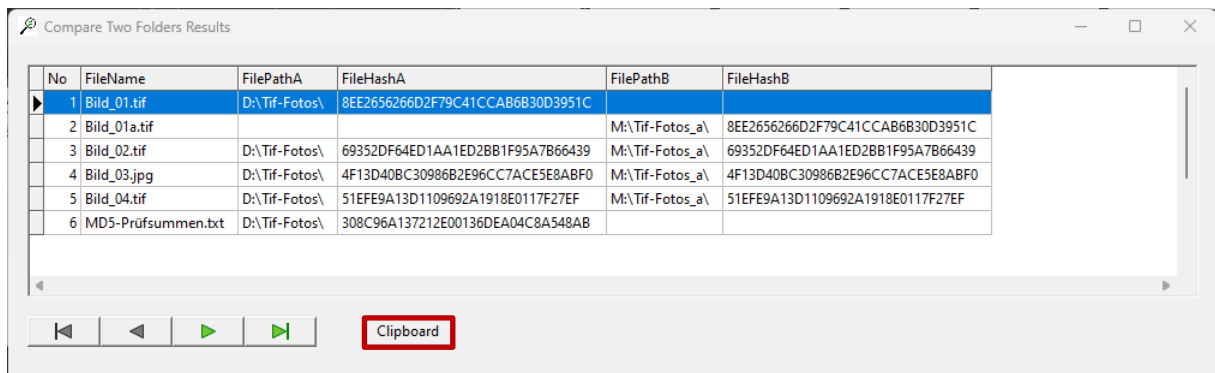 Compare Two Folders Results
No FileName FilePathA FileHashA FilePathB FileHashB
1 Bild_01.tif D:\Tif-Fotos\ 8EE2656266D2F79C41CCAB6B30D3951C
2 Bild_01a.tif M:\Tif-Fotos_a\ 8EE2656266D2F79C41CCAB6B30D3951C
3 Bild_02.tif D:\Tif-Fotos\ 69352DF64ED1AA1ED2BB1F95A7B66439 M:\Tif-Fotos_a\ 69352DF64ED1AA1ED2BB1F95A7B66439
4 Bild_03.jpg D:\Tif-Fotos\ 4F13D40BC30986B2E96CC7ACE5E8ABF0 M:\Tif-Fotos_a\ 4F13D40BC30986B2E96CC7ACE5E8ABF0
5 Bild_04.tif D:\Tif-Fotos\ 51EFE9A13D1109692A1918E0117F27EF M:\Tif-Fotos_a\ 51EFE9A13D1109692A1918E0117F27EF
6 MD5-Prüfsummen.txt D:\Tif-Fotos\ 308C96A137212E00136DEA04C8A548AB
Clipboard